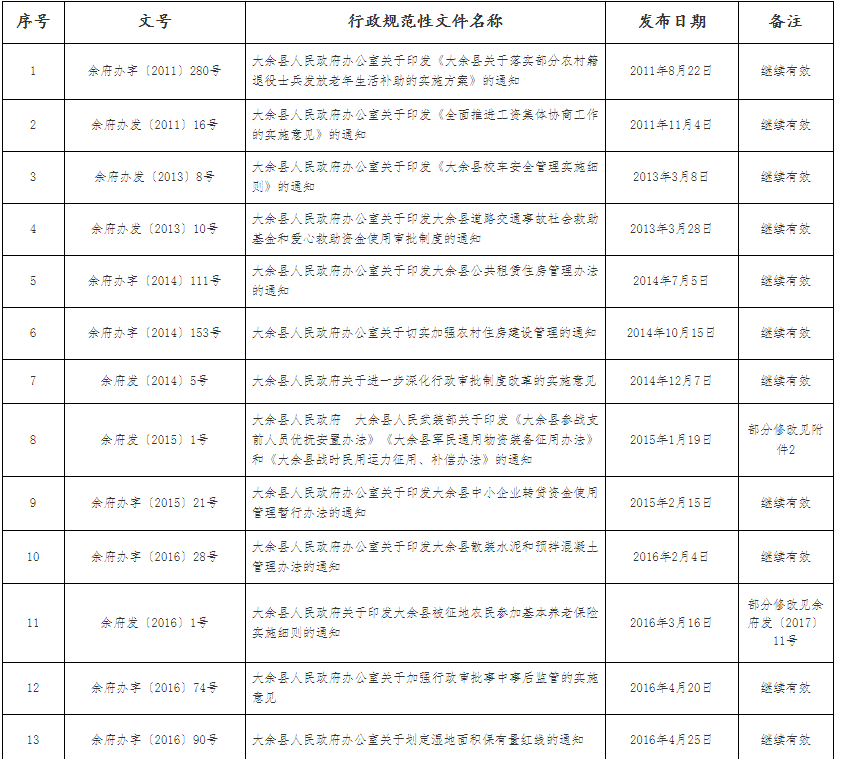 序号 文号 行政规范性文件名称 发布日期 备注
1 余府办字〔2011〕280号 大余县人民政府办公室关于印发《大余县关于落实部分农村籍
退役士兵发放老年生活补助的实施方案》的通知 2011年8月22日 继续有效
2 余府办发〔2011〕16号 大余县人民政府办公室关于印发《全面推进工资集体协商工作
的实施意见》的通知 2011年11月4日 继续有效
3 余府办发〔2013〕8号 大余县人民政府办公室关于印发《大余县校车安全管理实施细
则》的通知 2013年3月8日 继续有效
4 余府办发〔2013〕10号 大余县人民政府办公室关于印发大余县道路交通事故社会救助
基金和爱心救助资金使用审批制度的通知 2013年3月28日 继续有效
5 余府办字〔2014〕111号 大余县人民政府办公室关于印发大余县公共租赁住房管理办法
的通知 2014年7月5日 继续有效
6 余府办字〔2014〕153号 大余县人民政府办公室关于切实加强农村住房建设管理的通知 2014年10月15日 继续有效
7 余府发〔2014〕5号 大余县人民政府关于进一步深化行政审批制度改革的实施意见 2014年12月7日 继续有效
8 余府发〔2015〕1号 大余县人民政府 大余县人民武装部关于印发《大余县参战支
前人员优抚安置办法》《大余县军民通用物资装备征用办法》
和《大余县战时民用运力征用、补偿办法》的通知 2015年1月19日 部分修改见附
件2
9 余府办字〔2015〕21号 大余县人民政府办公室关于印发大余县中小企业转贷资金使用
管理暂行办法的通知 2015年2月15日 继续有效
10 余府办字〔2016〕28号 大余县人民政府办公室关于印发大余县散装水泥和预拌混凝土
管理办法的通知 2016年2月4日 继续有效
11 余府发〔2016〕1号 大余县人民政府关于印发大余县被征地农民参加基本养老保险
实施细则的通知 2016年3月16日 部分修改见余
府发〔2017〕
11号
12 余府办字〔2016〕74号 大余县人民政府办公室关于加强行政审批事中事后监管的实施
意见 2016年4月20日 继续有效
13 余府办字〔2016〕90号 大余县人民政府办公室关于划定湿地面积保有量红线的通知 2016年4月25日 继续有效